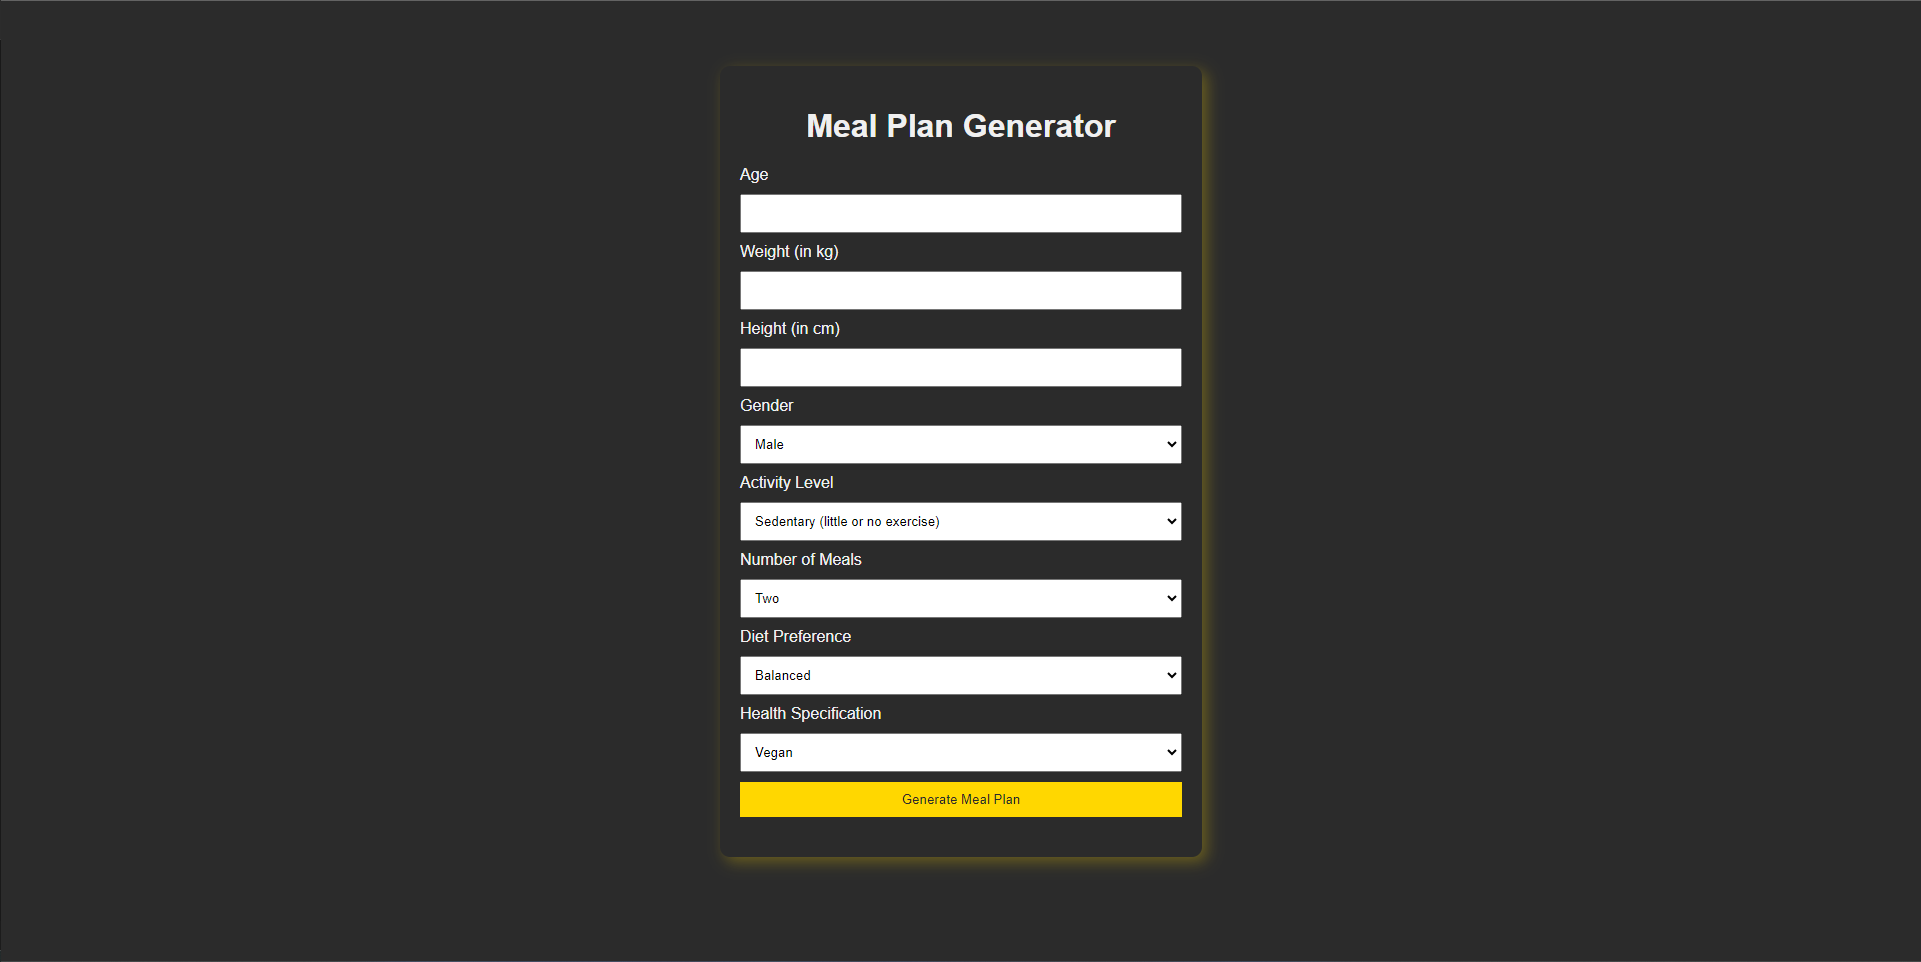 Meal Plan Generator
Age
Weight (in kg)
Height (in cm)
Gender
Male
Activity Level
Sedentary (little or no exercise)
Number of Meals
Two
Diet Preference
Balanced
Health Specification
Vegan
Generate Meal Plan